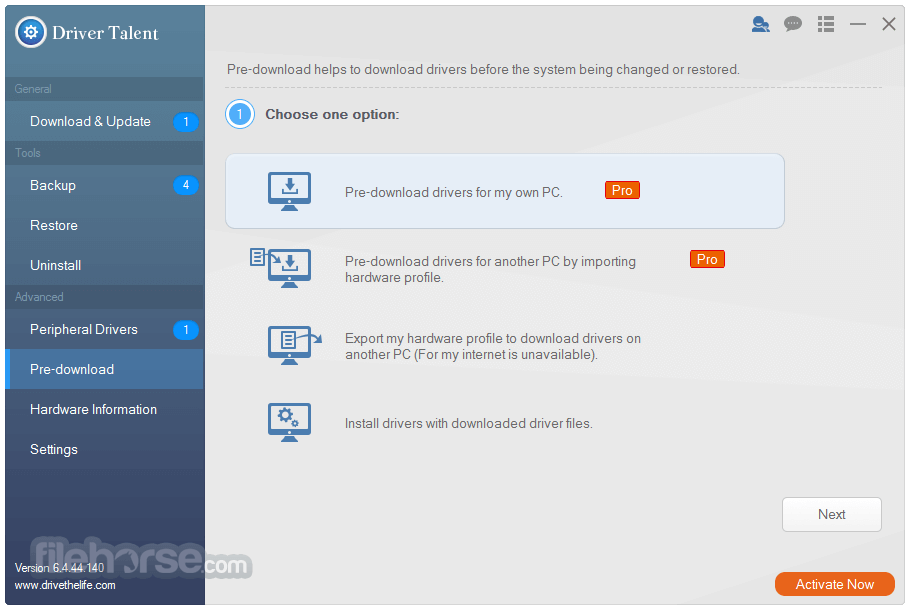 Driver Talent
General
Download & Update 1
Tools
Backup 4
Restore
Uninstall
Advanced
Peripheral Drivers 1
Pre-download
Hardware Information
Settings
Version 6.4.44.140
www.drivethelife.com
filehorse.com
Pre-download helps to download drivers before the system being changed or restored.
1 Choose one option:
Pre-download drivers for my own PC. Pro
Pre-download drivers for another PC by importing Pro
hardware profile.
Export my hardware profile to download drivers on
another PC (For my internet is unavailable).
Install drivers with downloaded driver files.
Next
Activate Now